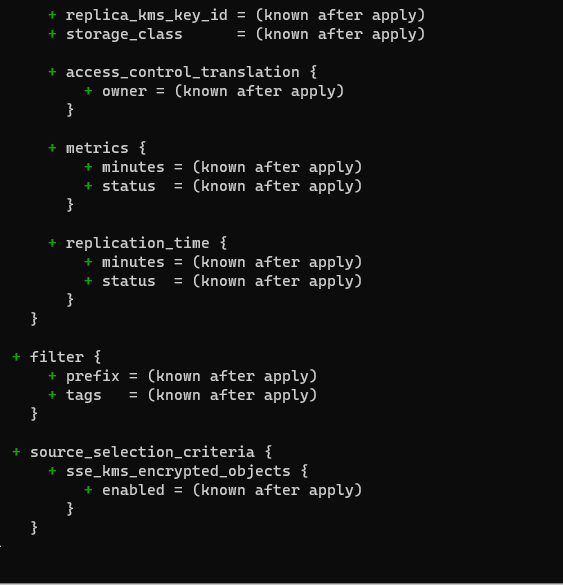 + replica_kms_key_id = (known after apply)
+ storage_class      = (known after apply)
+ access_control_translation {
+ owner = (known after apply)
}
+ metrics {
+ minutes = (known after apply)
+ status  = (known after apply)
}
+ replication_time {
+ minutes = (known after apply)
+ status  = (known after apply)
}
}
+ filter {
+ prefix = (known after apply)
+ tags   = (known after apply)
}
+ source_selection_criteria {
+ sse_kms_encrypted_objects {
+ enabled = (known after apply)
}
}